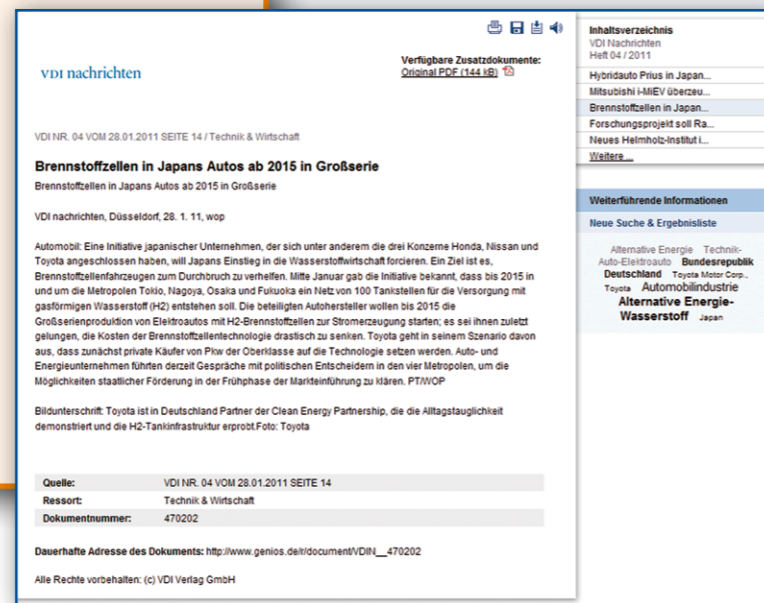 VDI nachrichten
Verfügbare Zusatzdokumente:
Original PDF (144 kB)
VDI NR. 04 VOM 28.01.2011 SEITE 14 / Technik & Wirtschaft
Brennstoffzellen in Japans Autos ab 2015 in Großserie
Brennstoffzellen in Japans Autos ab 2015 in Großserie
VDI nachrichten, Düsseldorf, 28. 1. 11, wop
Automobil: Eine Initiative japanischer Unternehmen, der sich unter anderem die drei Konzerne Honda, Nissan und
Toyota angeschlossen haben, will Japans Einstieg in die Wasserstoffwirtschaft forcieren. Ein Ziel ist es,
Brennstoffzellenfahrzeugen zum Durchbruch zu verhelfen. Mitte Januar gab die Initiative bekannt, dass bis 2015 in
und um die Metropolen Tokio, Nagoya, Osaka und Fukuoka ein Netz von 100 Tankstellen für die Versorgung mit
gasförmigen Wasserstoff (H2) entstehen soll. Die beteiligten Autohersteller wollen bis 2015 die
Großserienproduktion von Elektroautos mit H2-Brennstoffzellen zur Stromerzeugung starten; es sei ihnen zuletzt
gelungen, die Kosten der Brennstoffzellentechnologie drastisch zu senken. Toyota geht in seinem Szenario davon
aus, dass zunächst private Käufer von Pkw der Oberklasse auf die Technologie setzen werden. Auto- und
Energieunternehmen führten derzeit Gespräche mit politischen Entscheidern in den vier Metropolen, um die
Möglichkeiten staatlicher Förderung in der Frühphase der Markteinführung zu klären. PT/WOP
Bildunterschrift: Toyota ist in Deutschland Partner der Clean Energy Partnership, die die Alltagstauglichkeit
demonstriert und die H2-Tankinfrastruktur erprobt.Foto: Toyota
Quelle: VDI NR. 04 VOM 28.01.2011 SEITE 14
Ressort: Technik & Wirtschaft
Dokumentnummer: 470202
Dauerhafte Adresse des Dokuments: http://www.genios.de/r/document/VDIN__470202
Alle Rechte vorbehalten: (c) VDI Verlag GmbH
Inhaltsverzeichnis
VDI Nachrichten
Heft 04 / 2011
Hybridauto Prius in Japan...
Mitsubishi i-MiEV überzeu...
Brennstoffzellen in Japan...
Forschungsprojekt soll Ra...
Neues Helmholz-Institut i...
Weitere ...
Weiterführende Informationen
Neue Suche & Ergebnisliste
Alternative Energie Technik-
Auto-Elektroauto Bundesrepublik
Deutschland Toyota Motor Corp.,
Toyota Automobilindustrie
Alternative Energie-
Wasserstoff Japan